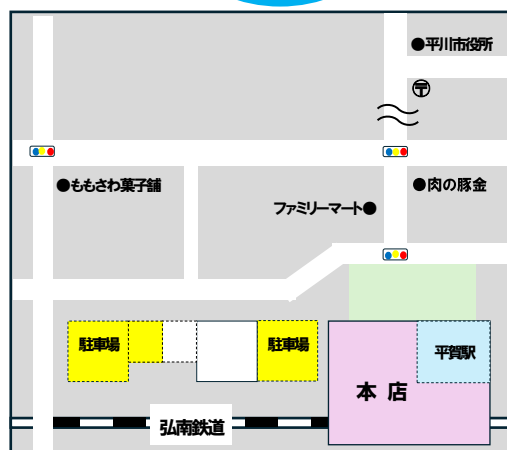 ●平川市役所
〒
●ももさわ菓子舗
●肉の豚金
ファミリーマート●
駐車場
駐車場
平賀駅
本店
弘南鉄道